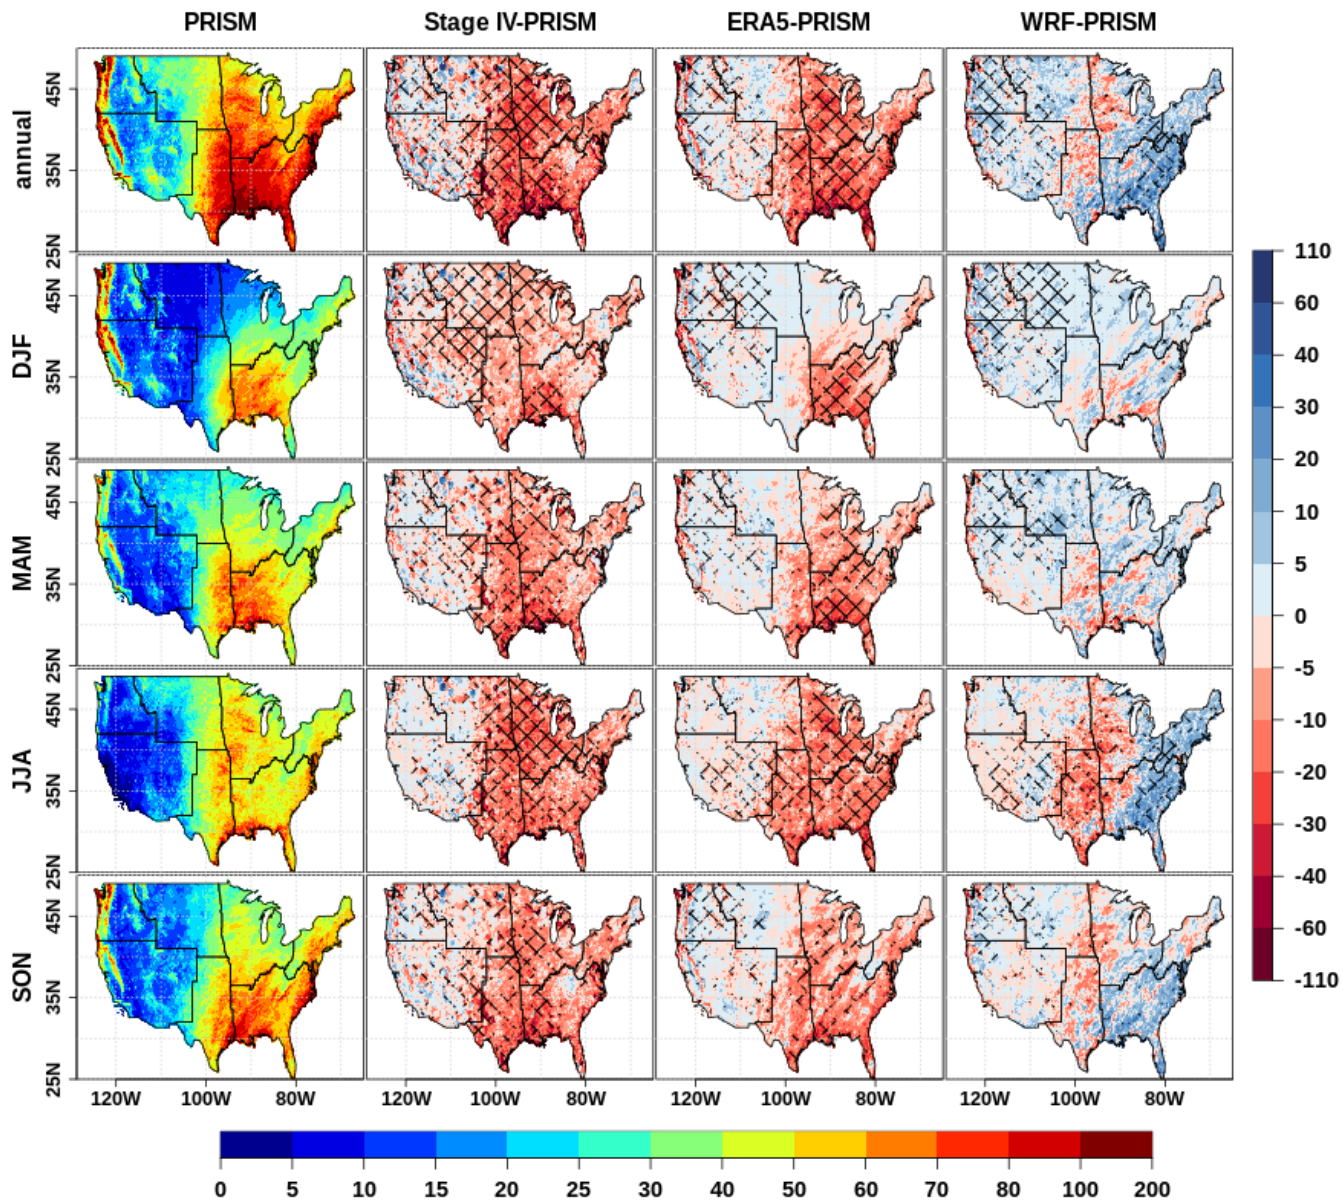 PRISM Stage IV-PRISM ERA5-PRISM WRF-PRISM
annual 45N 35N 25N
DJF 45N 35N 25N
MAM 45N 35N 25N
JJA 45N 35N 25N
SON 45N 35N 25N
110
60
40
30
20
10
5
0
-5
-10
-20
-30
-40
-60
-110
120W 100W 80W 120W 100W 80W 120W 100W 80W 120W 100W 80W
0 5 10 15 20 25 30 40 50 60 70 80 100 200